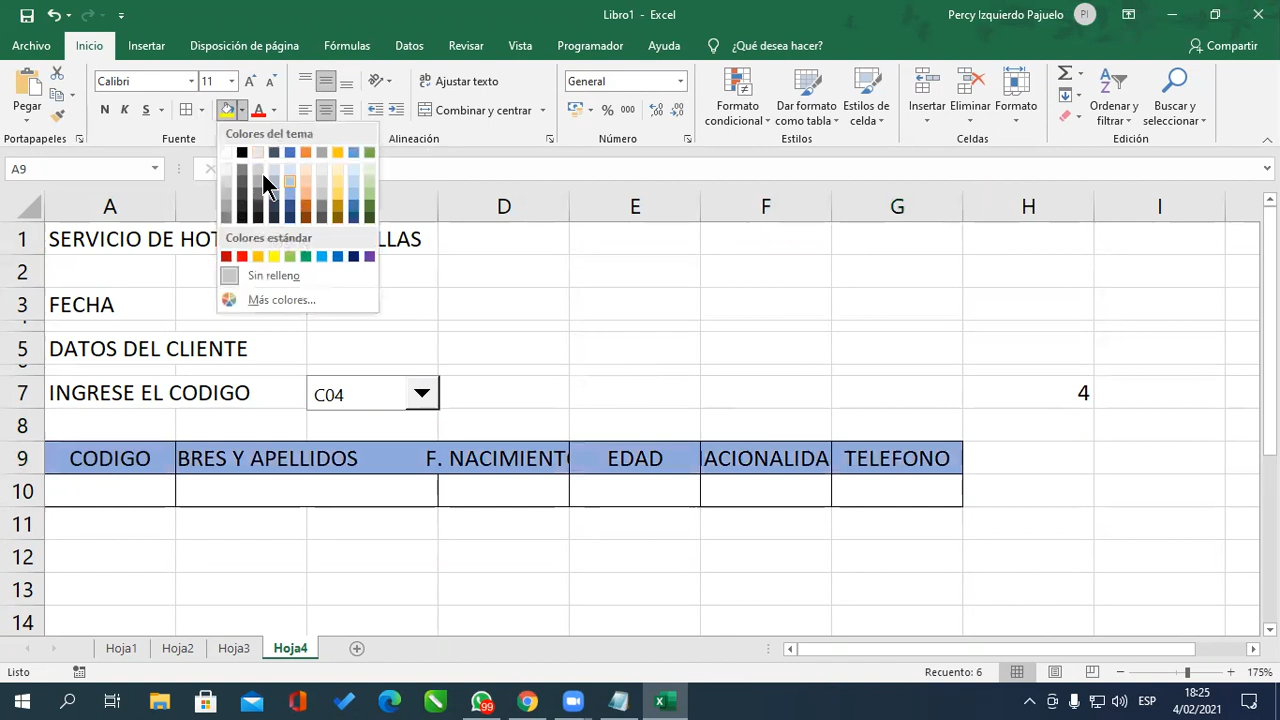 Libro1 - Excel
Percy Izquierdo Pajuelo
PI
Archivo Inicio Insertar Disposición de página Fórmulas Datos Revisar Vista Programador Ayuda ¿Qué desea hacer? Compartir
Pegar
Calibri 11
N K S
Ajustar texto
Combinar y centrar
General
% 000
Formato condicional
Dar formato como tabla
Estilos de celda
Insertar Eliminar Formato
Ordenar y filtrar
Buscar y seleccionar
Portapapeles Fuente Alineación Número Estilos Celdas Edición
A9
Colores del tema
Colores estándar
Sin relleno
Más colores...
A D E F G H I
1 SERVICIO DE HOT LLAS
2
3 FECHA
5 DATOS DEL CLIENTE
7 INGRESE EL CODIGO C04 4
8
9 CODIGO BRES Y APELLIDOS F. NACIMIENTO EDAD IACIONALIDA TELEFONO
10
11
12
13
14
Hoja1 Hoja2 Hoja3 Hoja4
Listo Recuento: 6 175%
99
ESP
18:25
4/02/2021